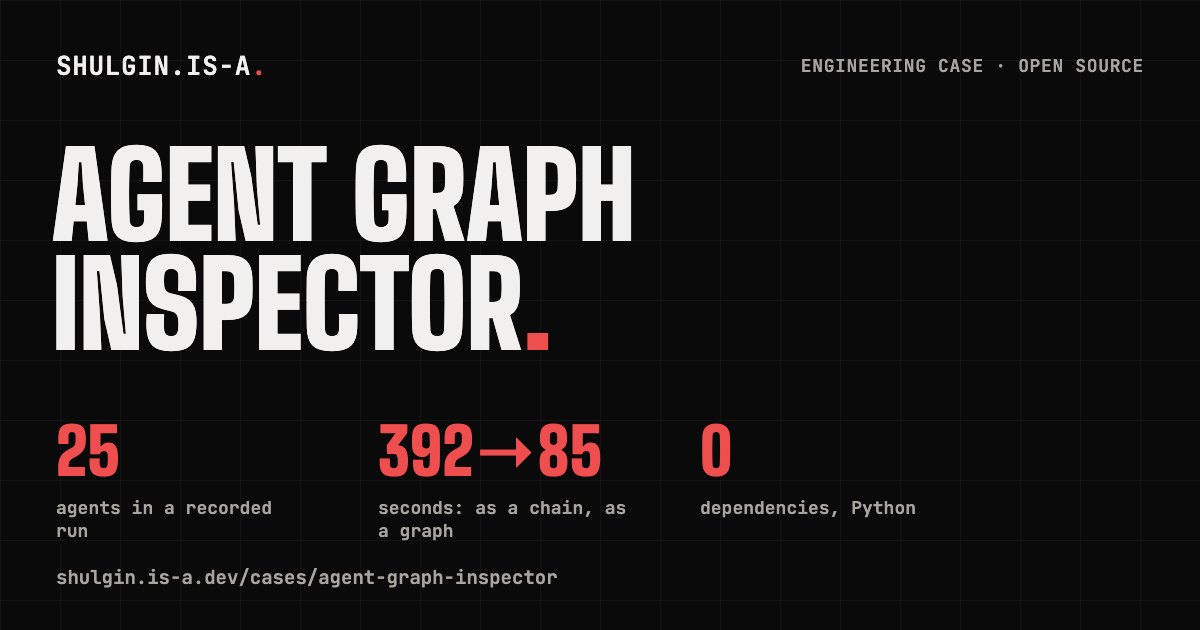 SHULGIN.IS-A.
ENGINEERING CASE · OPEN SOURCE
AGENT GRAPH
INSPECTOR.
25
agents in a recorded
run
392→85
seconds: as a chain, as
a graph
0
dependencies, Python
shulgin.is-a.dev/cases/agent-graph-inspector